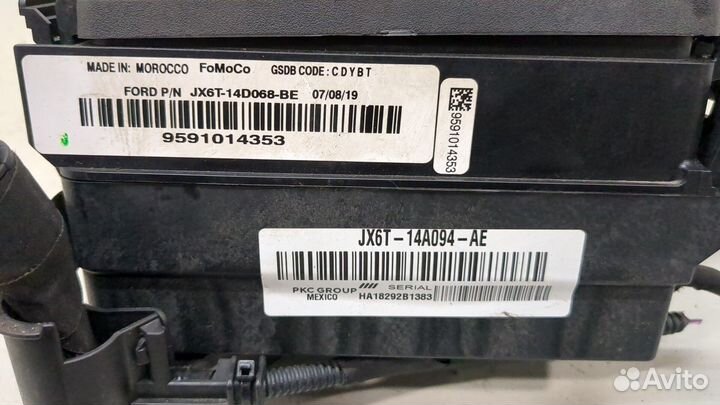 MADE IN: MOROCCO FoMoCo GSDB CODE: CDYBT
FORD P/N JX6T-14D068-BE 07/08/19
9591014353
9591014353
JX6T-14A094-AE
PKC GROUP SERIAL
MEXICO HA18292B1383
Avito